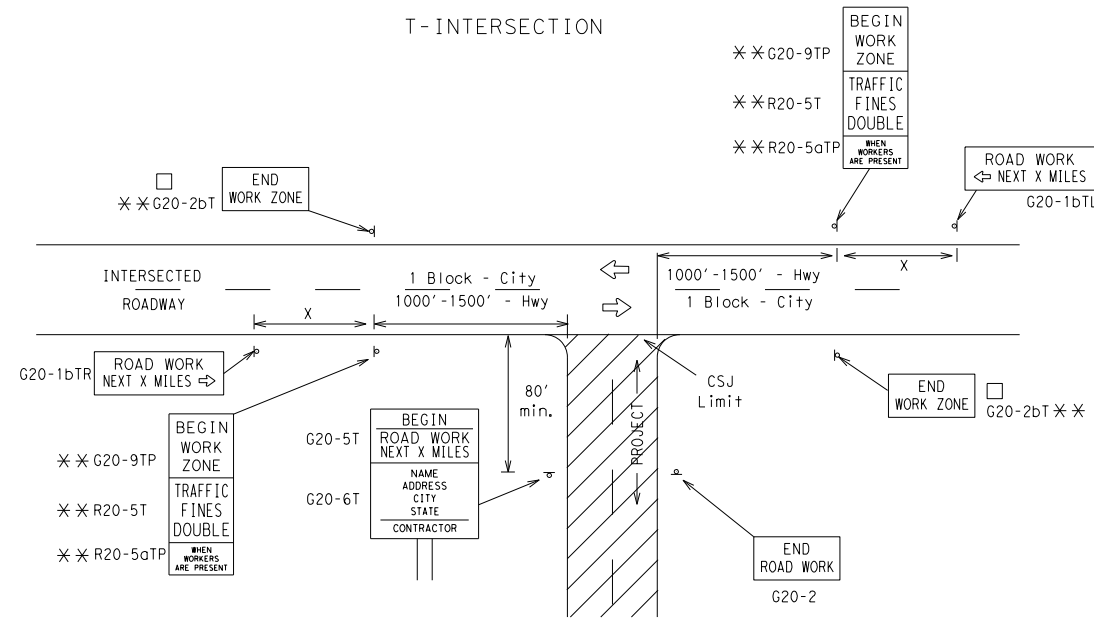 T-INTERSECTION
BEGIN
WORK
ZONE
TRAFFIC
FINES
DOUBLE
WHEN
WORKERS
ARE PRESENT
✳✳G20-9TP
✳✳R20-5T
✳✳R20-5aTP
ROAD WORK
⇦ NEXT X MILES
G20-1bTL
END
WORK ZONE
□
✳✳G20-2bT
INTERSECTED
ROADWAY
1 Block - City
1000'-1500' - Hwy
X
1000'-1500' - Hwy
1 Block - City
X
G20-1bTR
ROAD WORK
NEXT X MILES ⇨
80'
min.
CSJ
Limit
PROJECT
END
WORK ZONE
□
G20-2bT✳✳
BEGIN
WORK
ZONE
TRAFFIC
FINES
DOUBLE
WHEN
WORKERS
ARE PRESENT
✳✳G20-9TP
✳✳R20-5T
✳✳R20-5aTP
G20-5T
G20-6T
BEGIN
ROAD WORK
NEXT X MILES
NAME
ADDRESS
CITY
STATE
CONTRACTOR
END
ROAD WORK
G20-2